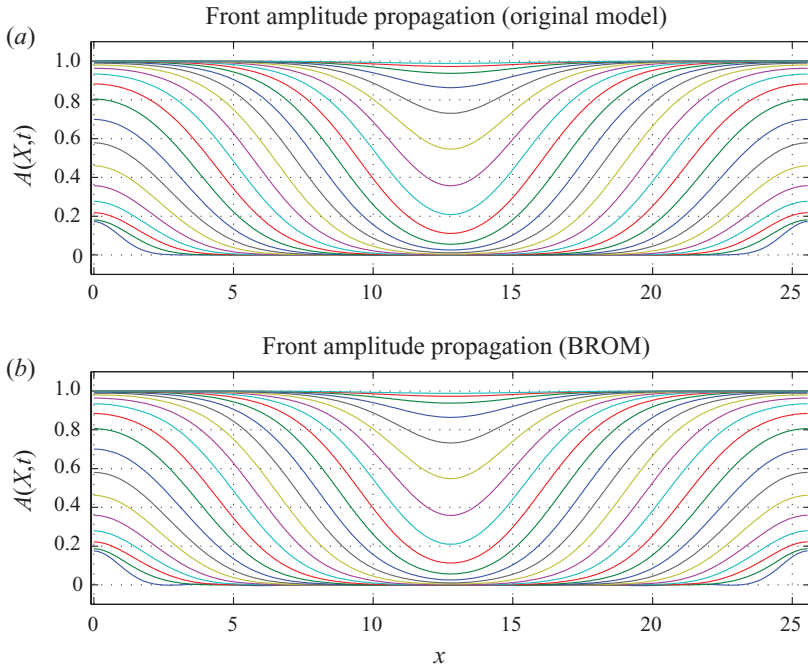 Front amplitude propagation (original model)
(a)
1.0
0.8
0.6
0.4
0.2
0
A(X,t)
0 5 10 15 20 25
Front amplitude propagation (BROM)
(b)
1.0
0.8
0.6
0.4
0.2
0
A(X,t)
0 5 10 15 20 25
x